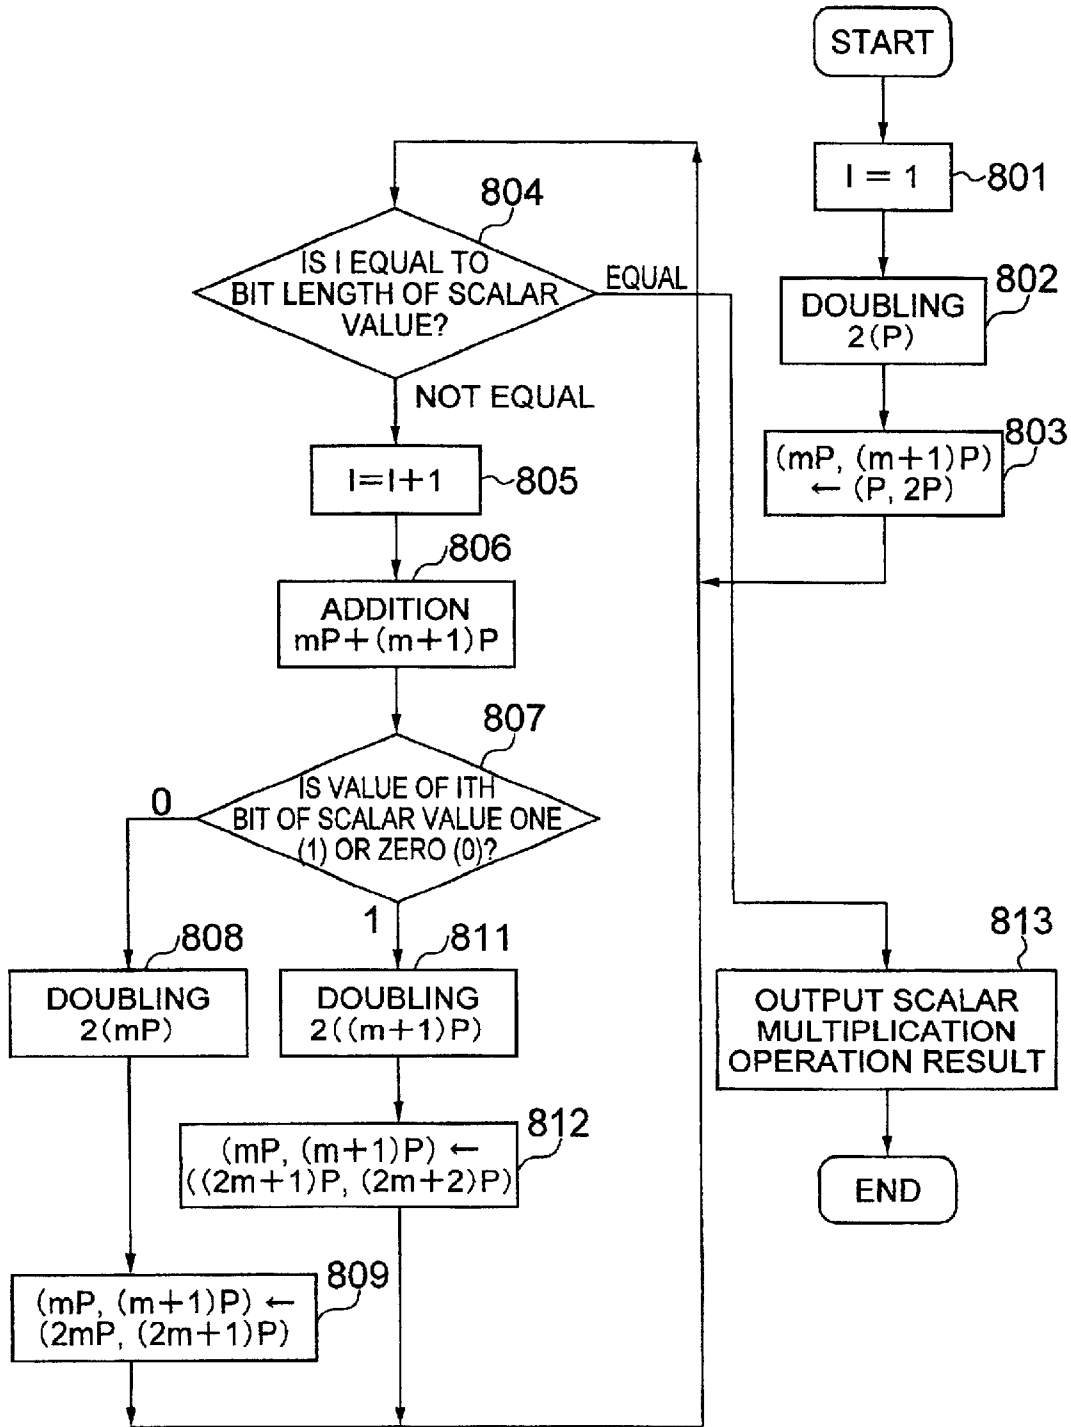 START
I = 1
801
DOUBLING
2(P)
802
(mP, (m+1)P)
← (P, 2P)
803
804
IS I EQUAL TO
BIT LENGTH OF SCALAR
VALUE?
EQUAL
NOT EQUAL
I=I+1
805
806
ADDITION
mP+(m+1)P
807
IS VALUE OF ITH
BIT OF SCALAR VALUE ONE
(1) OR ZERO (0)?
0
1
808
DOUBLING
2(mP)
811
DOUBLING
2((m+1)P)
812
(mP, (m+1)P) ←
((2m+1)P, (2m+2)P)
809
(mP, (m+1)P) ←
(2mP, (2m+1)P)
813
OUTPUT SCALAR
MULTIPLICATION
OPERATION RESULT
END